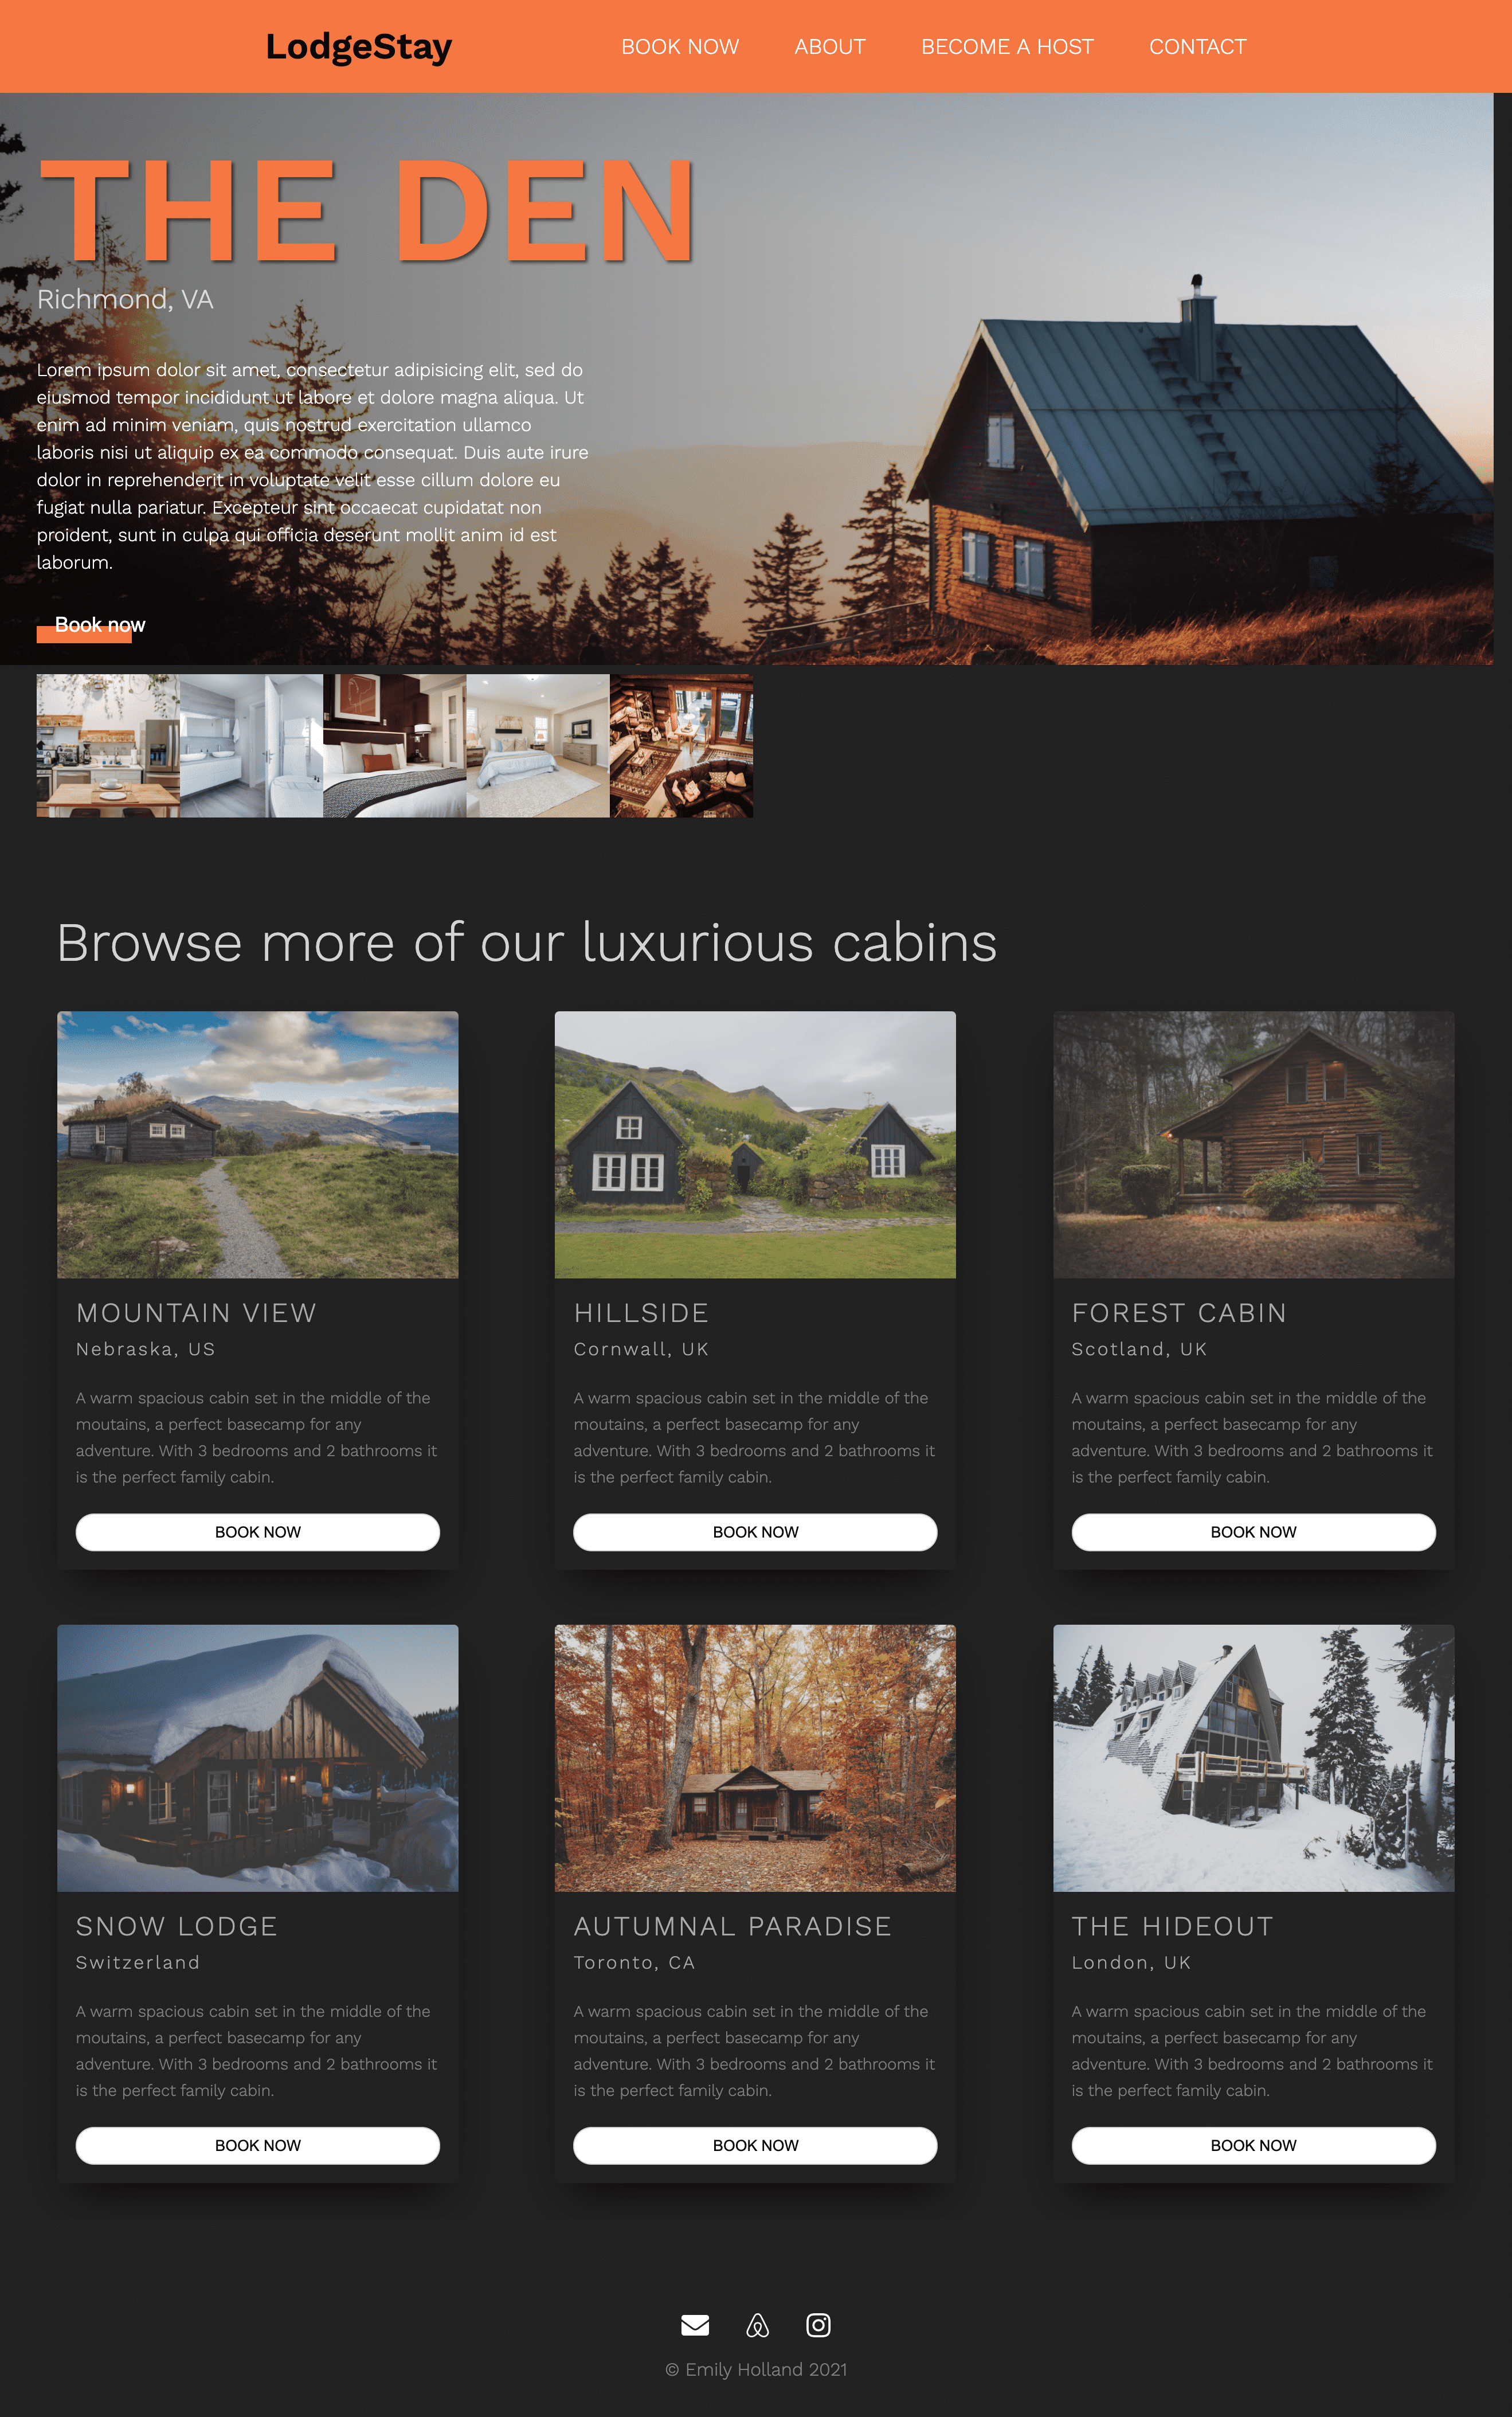 LodgeStay
BOOK NOW ABOUT BECOME A HOST CONTACT
THE DEN
Richmond, VA
Lorem ipsum dolor sit amet, consectetur adipisicing elit, sed do
eiusmod tempor incididunt ut labore et dolore magna aliqua. Ut
enim ad minim veniam, quis nostrud exercitation ullamco
laboris nisi ut aliquip ex ea commodo consequat. Duis aute irure
dolor in reprehenderit in voluptate velit esse cillum dolore eu
fugiat nulla pariatur. Excepteur sint occaecat cupidatat non
proident, sunt in culpa qui officia deserunt mollit anim id est
laborum.
Book now
Browse more of our luxurious cabins
MOUNTAIN VIEW
Nebraska, US
A warm spacious cabin set in the middle of the
moutains, a perfect basecamp for any
adventure. With 3 bedrooms and 2 bathrooms it
is the perfect family cabin.
BOOK NOW
HILLSIDE
Cornwall, UK
A warm spacious cabin set in the middle of the
moutains, a perfect basecamp for any
adventure. With 3 bedrooms and 2 bathrooms it
is the perfect family cabin.
BOOK NOW
FOREST CABIN
Scotland, UK
A warm spacious cabin set in the middle of the
moutains, a perfect basecamp for any
adventure. With 3 bedrooms and 2 bathrooms it
is the perfect family cabin.
BOOK NOW
SNOW LODGE
Switzerland
A warm spacious cabin set in the middle of the
moutains, a perfect basecamp for any
adventure. With 3 bedrooms and 2 bathrooms it
is the perfect family cabin.
BOOK NOW
AUTUMNAL PARADISE
Toronto, CA
A warm spacious cabin set in the middle of the
moutains, a perfect basecamp for any
adventure. With 3 bedrooms and 2 bathrooms it
is the perfect family cabin.
BOOK NOW
THE HIDEOUT
London, UK
A warm spacious cabin set in the middle of the
moutains, a perfect basecamp for any
adventure. With 3 bedrooms and 2 bathrooms it
is the perfect family cabin.
BOOK NOW
© Emily Holland 2021